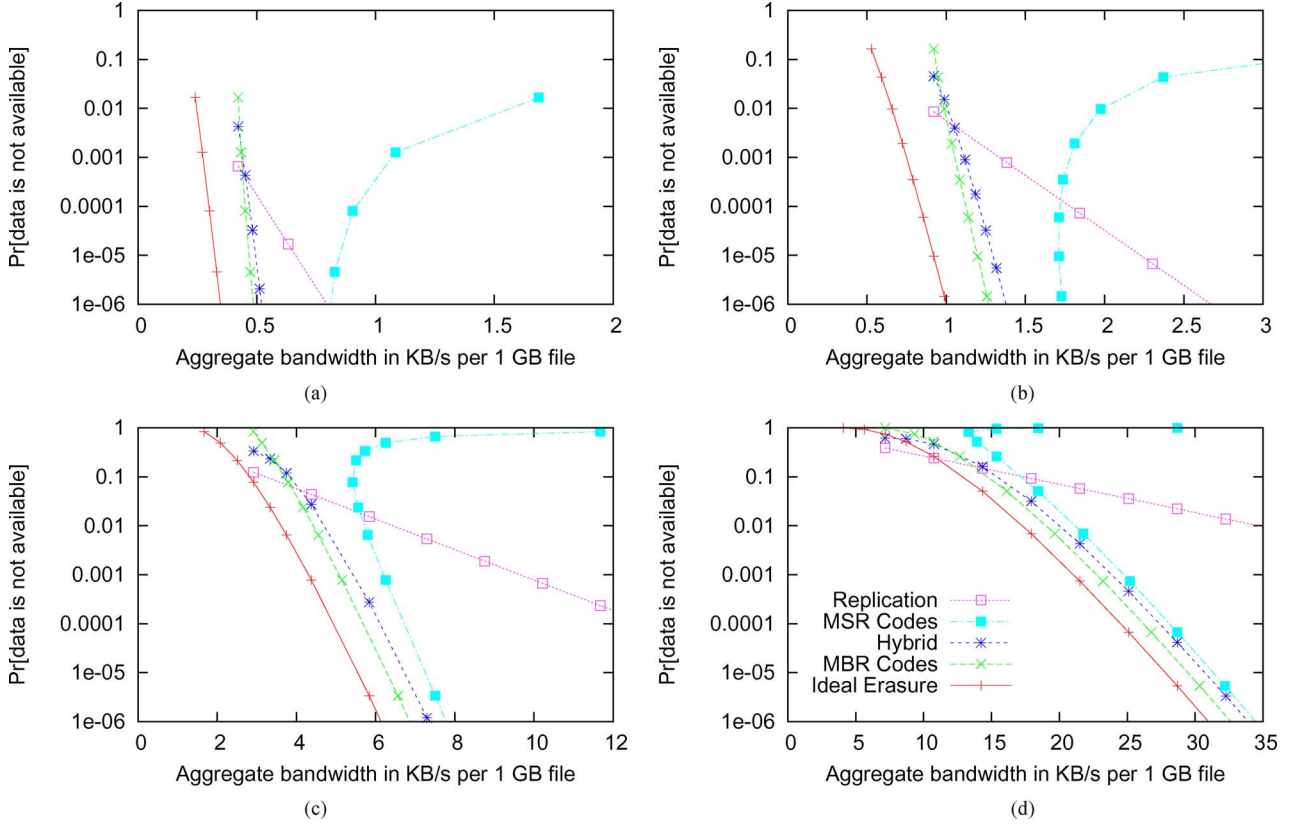 1
0.1
0.01
0.001
0.0001
1e-05
1e-06
Pr[data is not available]
0 0.5 1 1.5 2
Aggregate bandwidth in KB/s per 1 GB file
(a)
1
0.1
0.01
0.001
0.0001
1e-05
1e-06
Pr[data is not available]
0 0.5 1 1.5 2 2.5 3
Aggregate bandwidth in KB/s per 1 GB file
(b)
1
0.1
0.01
0.001
0.0001
1e-05
1e-06
Pr[data is not available]
0 2 4 6 8 10 12
Aggregate bandwidth in KB/s per 1 GB file
(c)
1
0.1
0.01
0.001
0.0001
1e-05
1e-06
Pr[data is not available]
Replication
MSR Codes
Hybrid
MBR Codes
Ideal Erasure
0 5 10 15 20 25 30 35
Aggregate bandwidth in KB/s per 1 GB file
(d)